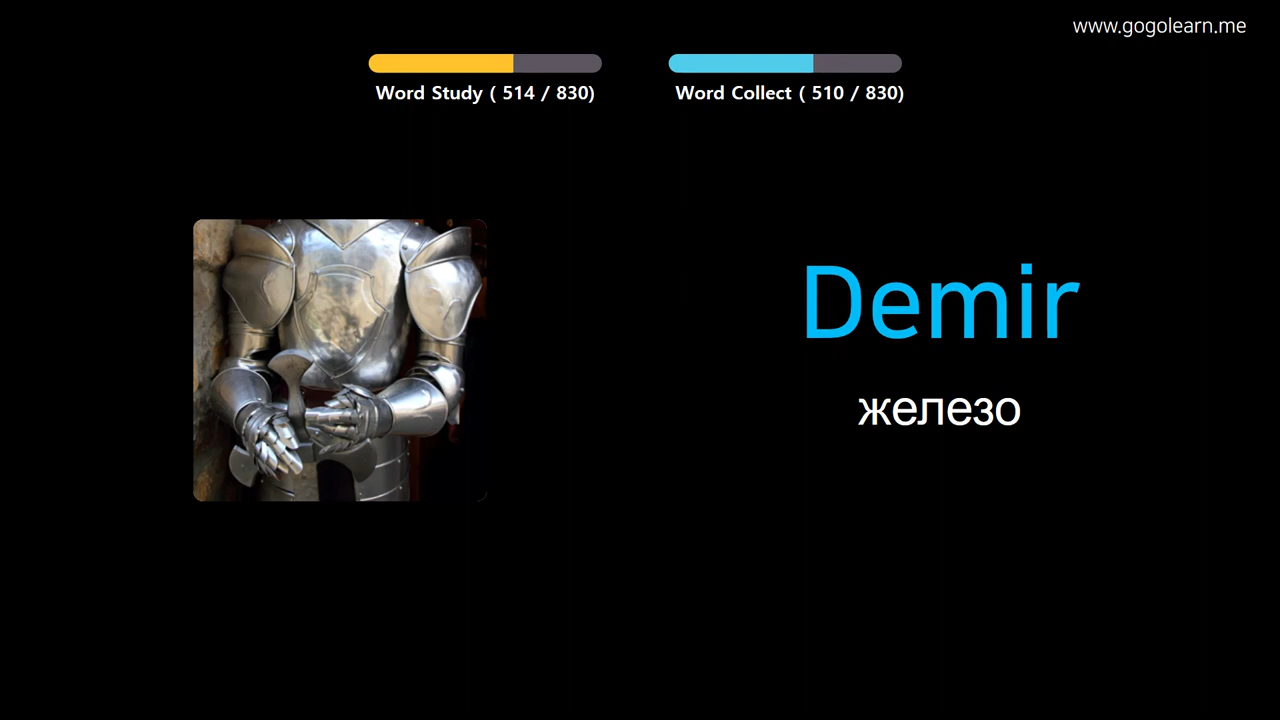 www.gogolearn.me
Word Study ( 514 / 830)
Word Collect ( 510 / 830)
Demir
железо